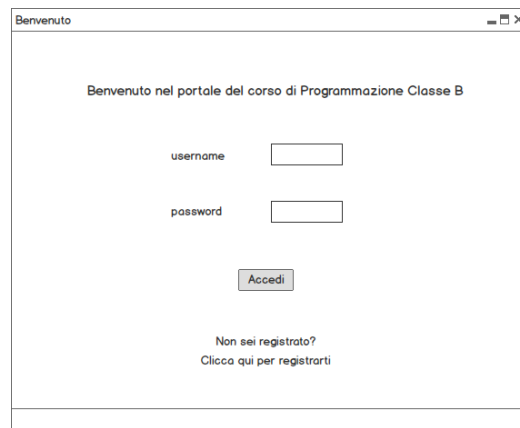 Benvenuto
Benvenuto nel portale del corso di Programmazione Classe B
username
password
Accedi
Non sei registrato?
Clicca qui per registrarti